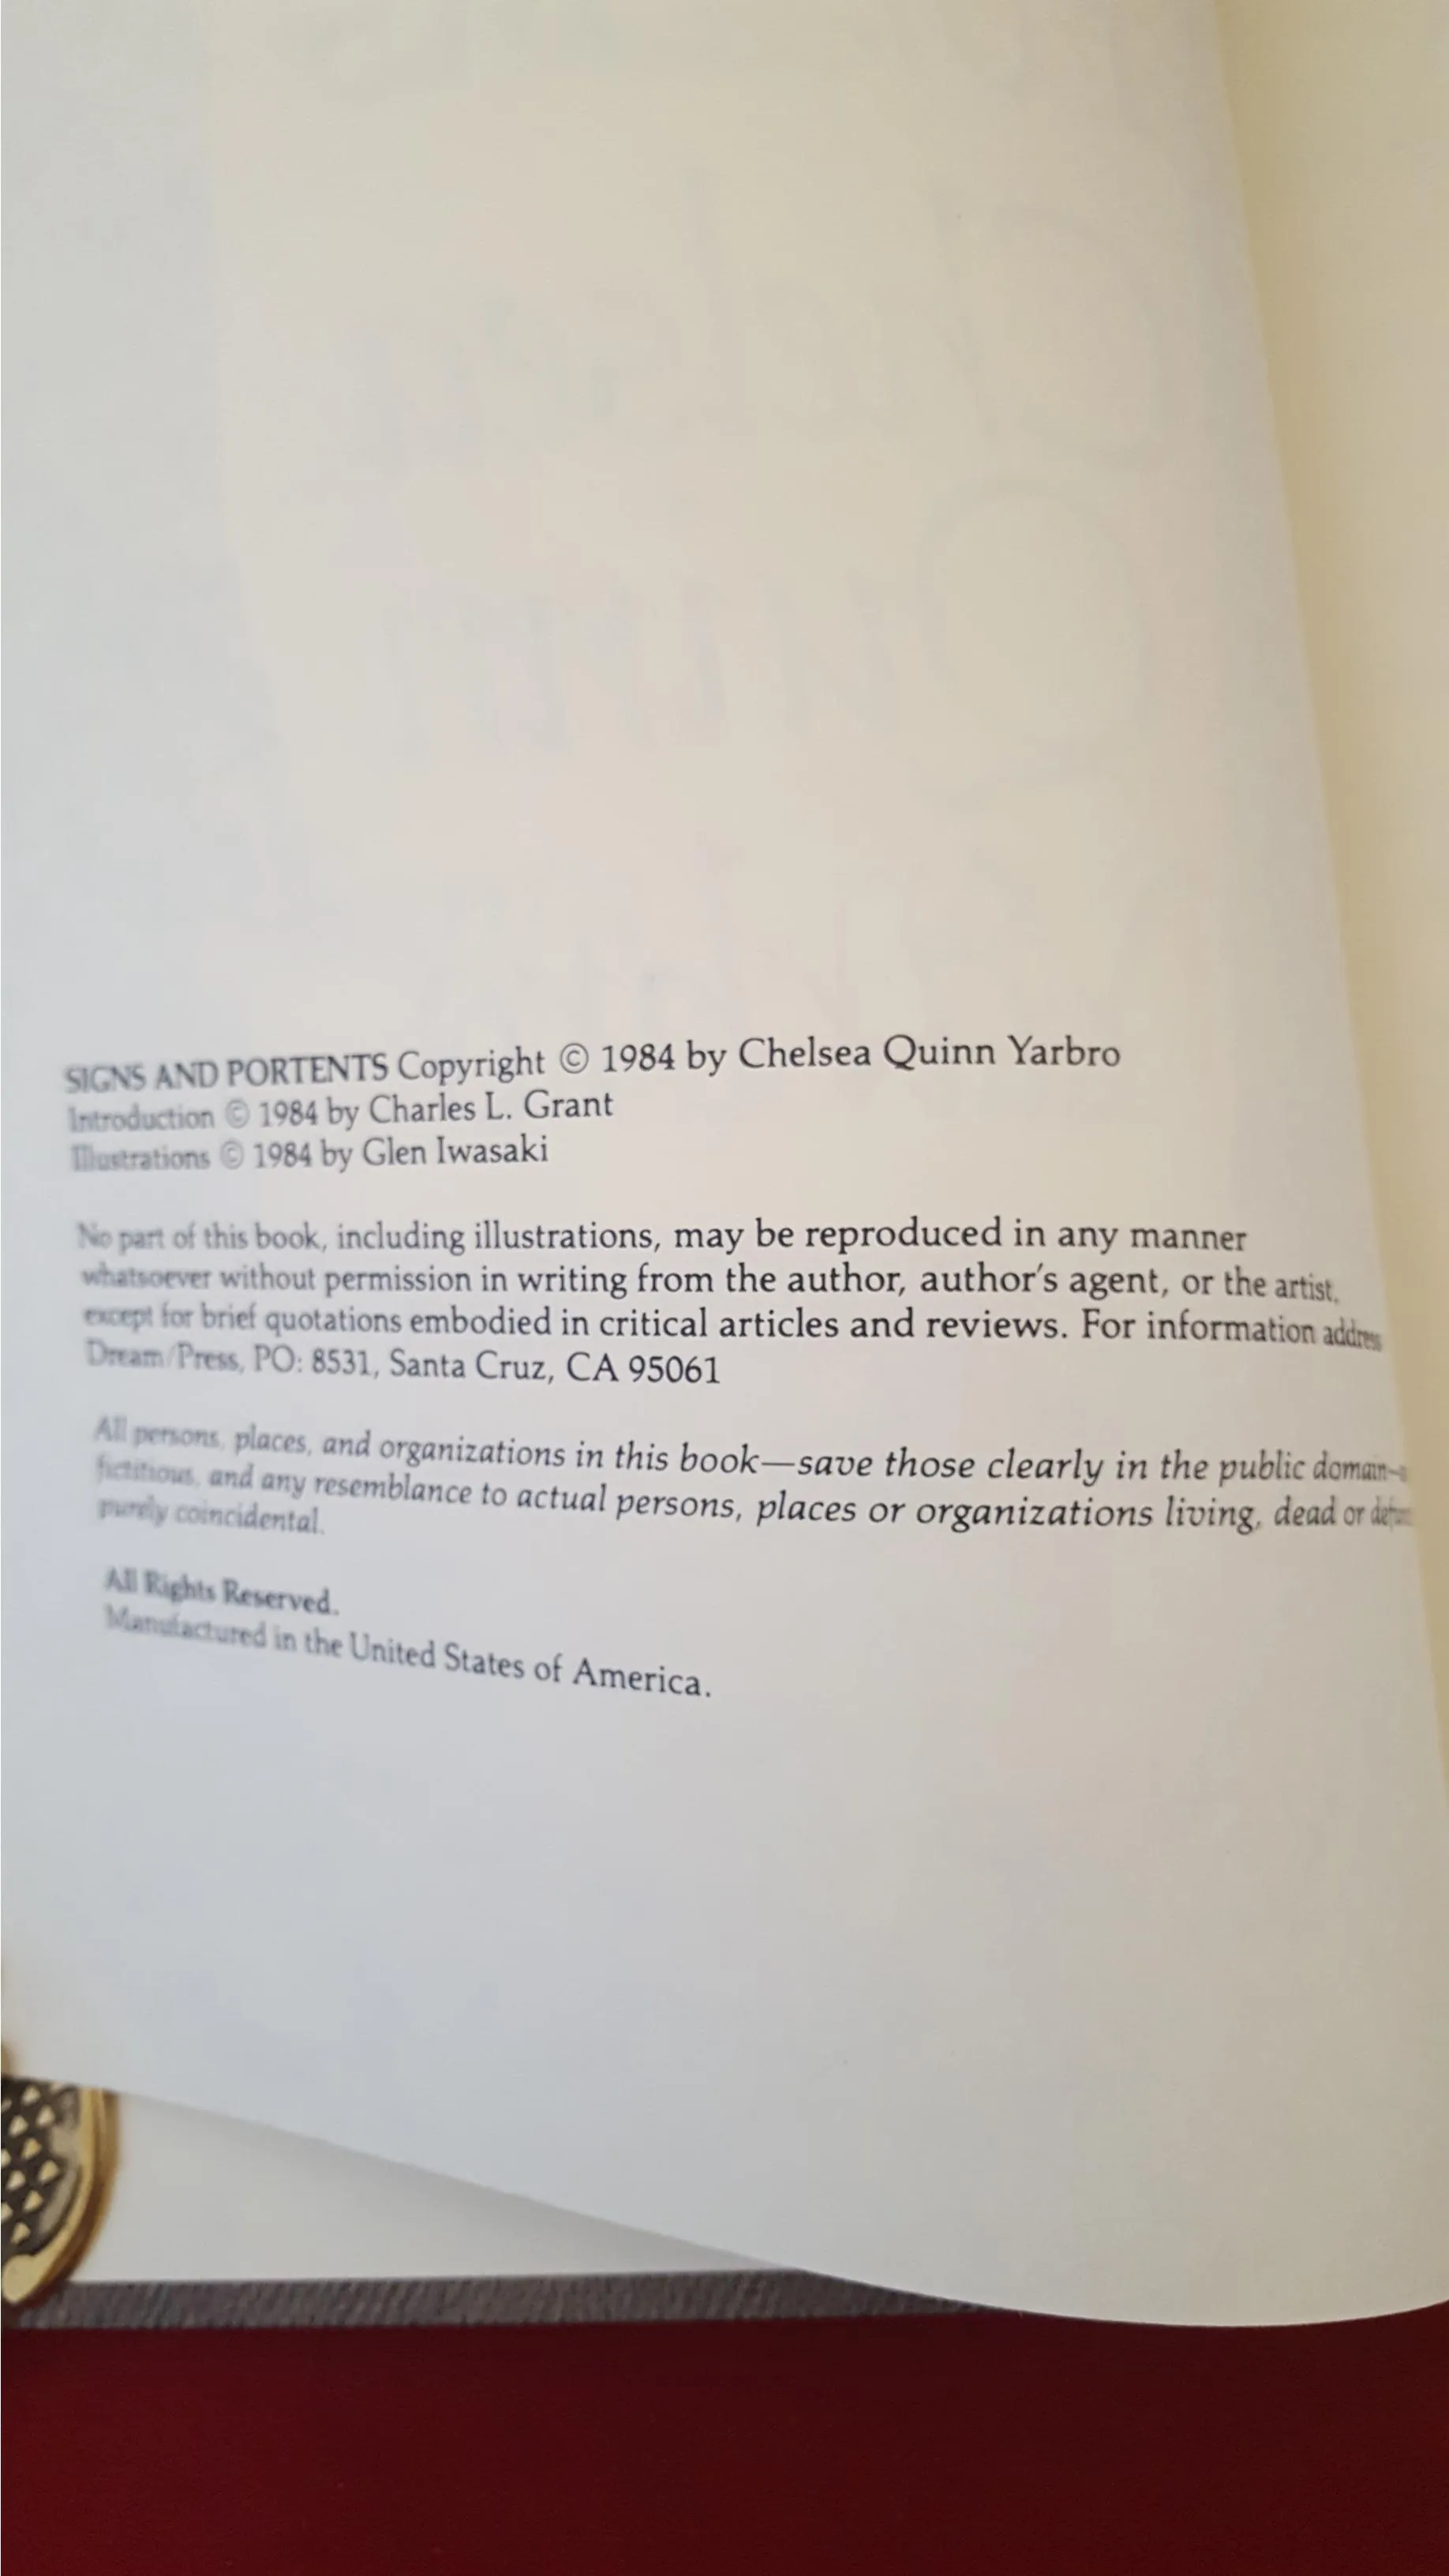 SIGNS AND PORTENTS Copyright © 1984 by Chelsea Quinn Yarbro
Introduction © 1984 by Charles L. Grant
Illustrations © 1984 by Glen Iwasaki
No part of this book, including illustrations, may be reproduced in any manner
whatsoever without permission in writing from the author, author's agent, or the artist,
except for brief quotations embodied in critical articles and reviews. For information address
Dream/Press, PO: 8531, Santa Cruz, CA 95061
All persons, places, and organizations in this book—save those clearly in the public domain—
fictitious, and any resemblance to actual persons, places or organizations living, dead or
purely coincidental.
All Rights Reserved.
Manufactured in the United States of America.